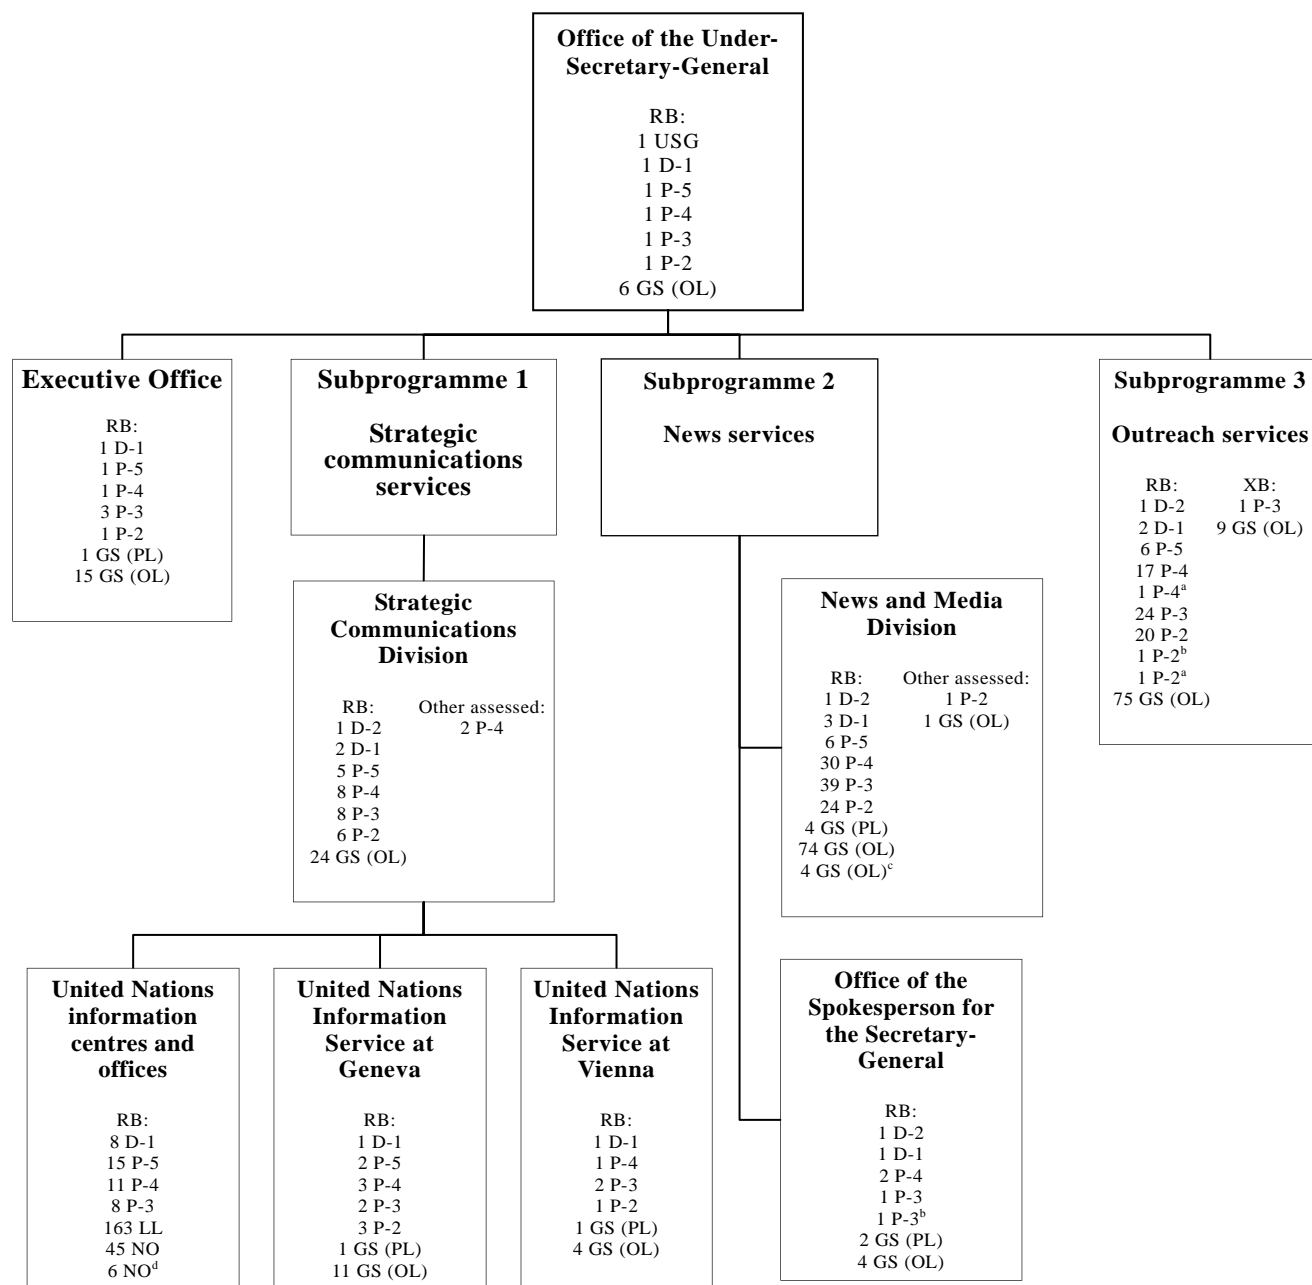 Office of the Under-
Secretary-General
RB:
1 USG
1 D-1
1 P-5
1 P-4
1 P-3
1 P-2
6 GS (OL)
Executive Office
RB:
1 D-1
1 P-5
1 P-4
3 P-3
1 P-2
1 GS (PL)
15 GS (OL)
Subprogramme 1
Strategic
communications
services
Subprogramme 2
News services
Subprogramme 3
Outreach services
RB:
1 D-2
2 D-1
6 P-5
17 P-4
1 P-4ᵃ
24 P-3
20 P-2
1 P-2ᵇ
1 P-2ᵃ
75 GS (OL)
XB:
1 P-3
9 GS (OL)
Strategic
Communications
Division
RB:
1 D-2
2 D-1
5 P-5
8 P-4
8 P-3
6 P-2
24 GS (OL)
Other assessed:
2 P-4
News and Media
Division
RB:
1 D-2
3 D-1
6 P-5
30 P-4
39 P-3
24 P-2
4 GS (PL)
74 GS (OL)
4 GS (OL)ᶜ
Other assessed:
1 P-2
1 GS (OL)
United Nations
information
centres and
offices
RB:
8 D-1
15 P-5
11 P-4
8 P-3
163 LL
45 NO
6 NOᵈ
United Nations
Information
Service at
Geneva
RB:
1 D-1
2 P-5
3 P-4
2 P-3
3 P-2
1 GS (PL)
11 GS (OL)
United Nations
Information
Service at
Vienna
RB:
1 D-1
1 P-4
2 P-3
1 P-2
1 GS (PL)
4 GS (OL)
Office of the
Spokesperson for
the Secretary-
General
RB:
1 D-2
1 D-1
2 P-4
1 P-3
1 P-3ᵇ
2 GS (PL)
4 GS (OL)